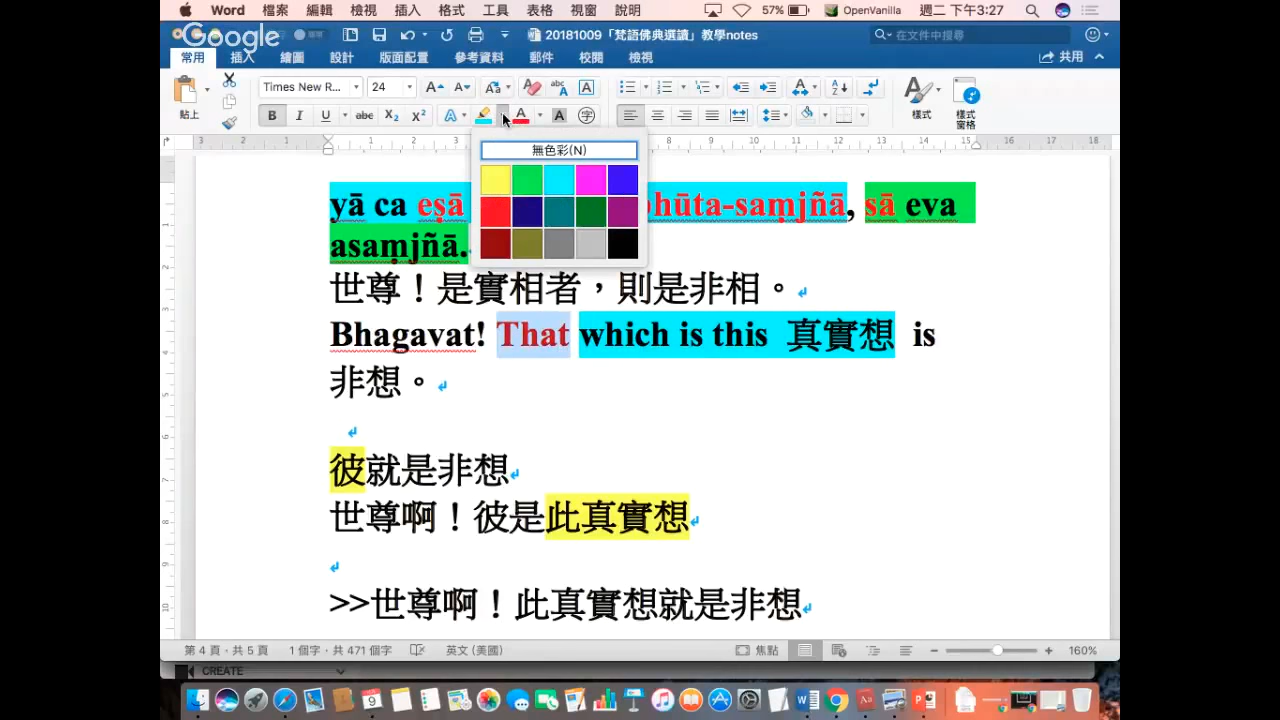 Word 檔案 編輯 檢視 插入 格式 工具 表格 視窗 說明 57% OpenVanilla 週二 下午3:27
Google
20181009「梵語佛典選讀」教學notes
在文件中搜尋
常用 插入 繪圖 設計 版面配置 參考資料 郵件 校閱 檢視 共用
貼上 Times New R... 24 樣式 樣式窗格
無色彩(N)
yā ca eṣā hūta-saṃjñā, sā eva
asaṃjñā.
世尊！是實相者，則是非相。
Bhagavat! That which is this 真實想 is
非想。
彼就是非想
世尊啊！彼是此真實想
>>世尊啊！此真實想就是非想
第 4 頁，共 5 頁 1 個字，共 471 個字 英文 (美國) 焦點 160%
CREATE